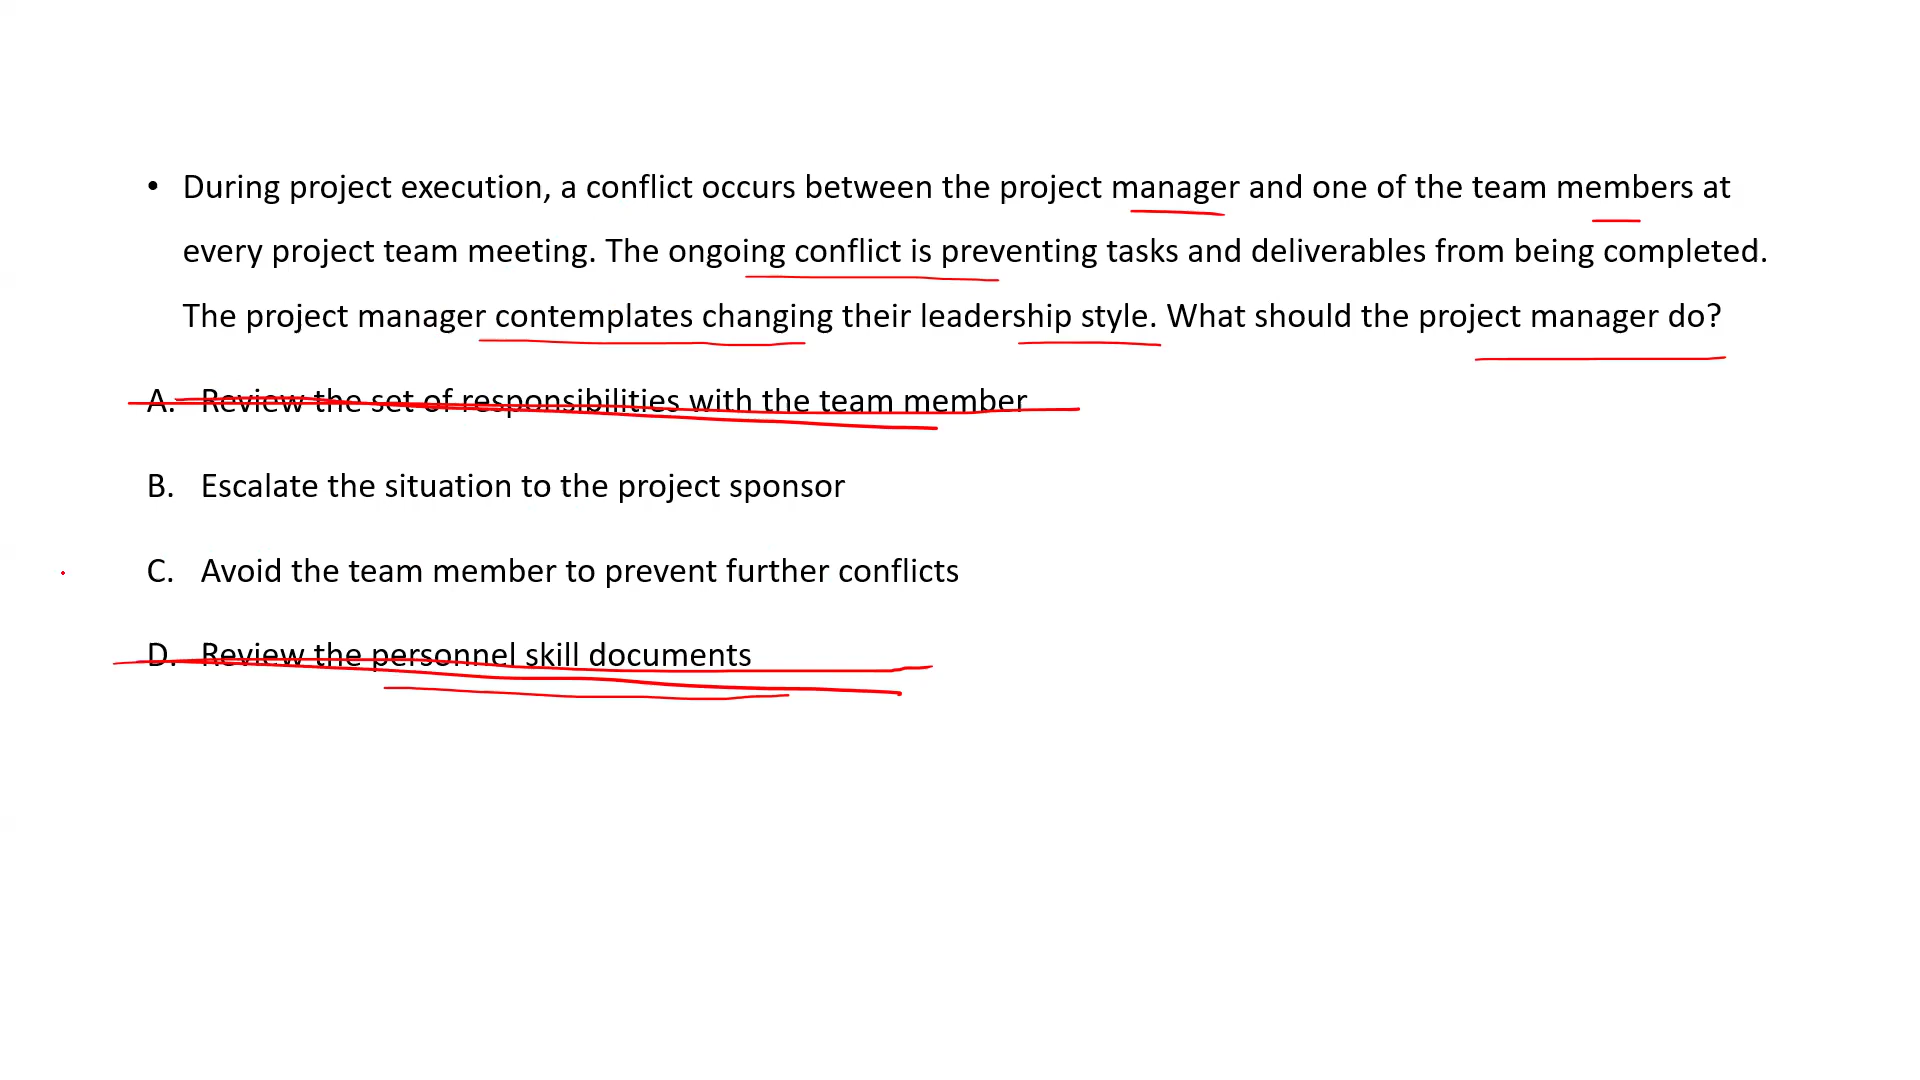 • During project execution, a conflict occurs between the project manager and one of the team members at
every project team meeting. The ongoing conflict is preventing tasks and deliverables from being completed.
The project manager contemplates changing their leadership style. What should the project manager do?
A. Review the set of responsibilities with the team member
B. Escalate the situation to the project sponsor
C. Avoid the team member to prevent further conflicts
D. Review the personnel skill documents